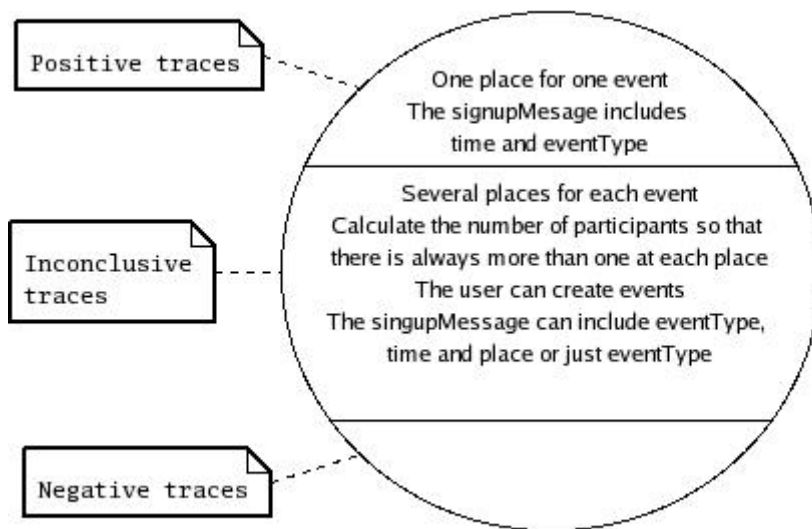 Positive traces
One place for one event
The signupMesage includes
time and eventType
Several places for each event
Calculate the number of participants so that
there is always more than one at each place
The user can create events
The singupMessage can include eventType,
time and place or just eventType
Inconclusive
traces
Negative traces